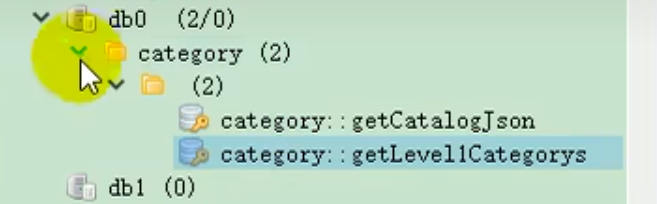 db0 (2/0)
category (2)
(2)
category::getCatalogJson
category::getLevel1Categorys
db1 (0)